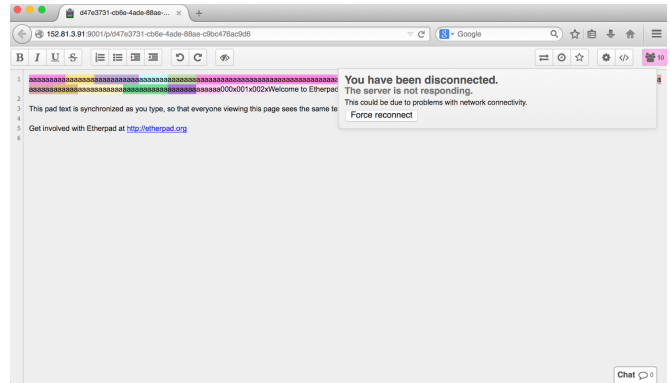 d47e3731-cb6e-4ade-88ae-...
152.81.3.91:9001/p/d47e3731-cb6e-4ade-88ae-c9bc476ac9d6
Google
B I U S
10
1
You have been disconnected.
The server is not responding.
This could be due to problems with network connectivity.
Force reconnect
000x001x002xWelcome to Etherpad
2
3 This pad text is synchronized as you type, so that everyone viewing this page sees the same te
4
5 Get involved with Etherpad at http://etherpad.org
6
Chat 0